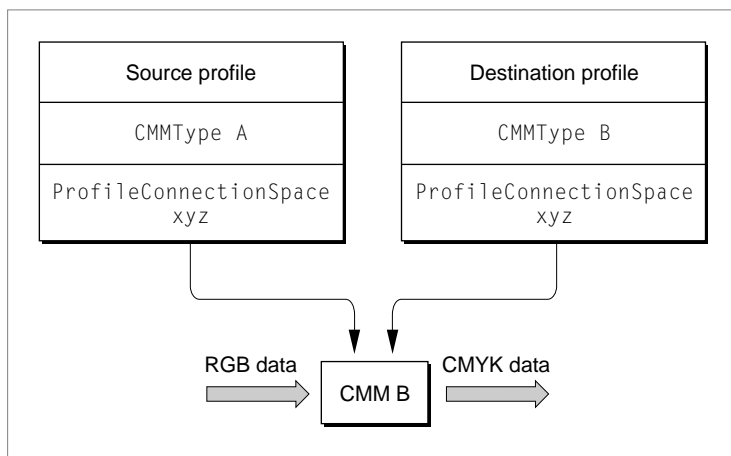 Source profile
CMMType A
ProfileConnectionSpace
xyz
Destination profile
CMMType B
ProfileConnectionSpace
xyz
RGB data
CMM B
CMYK data